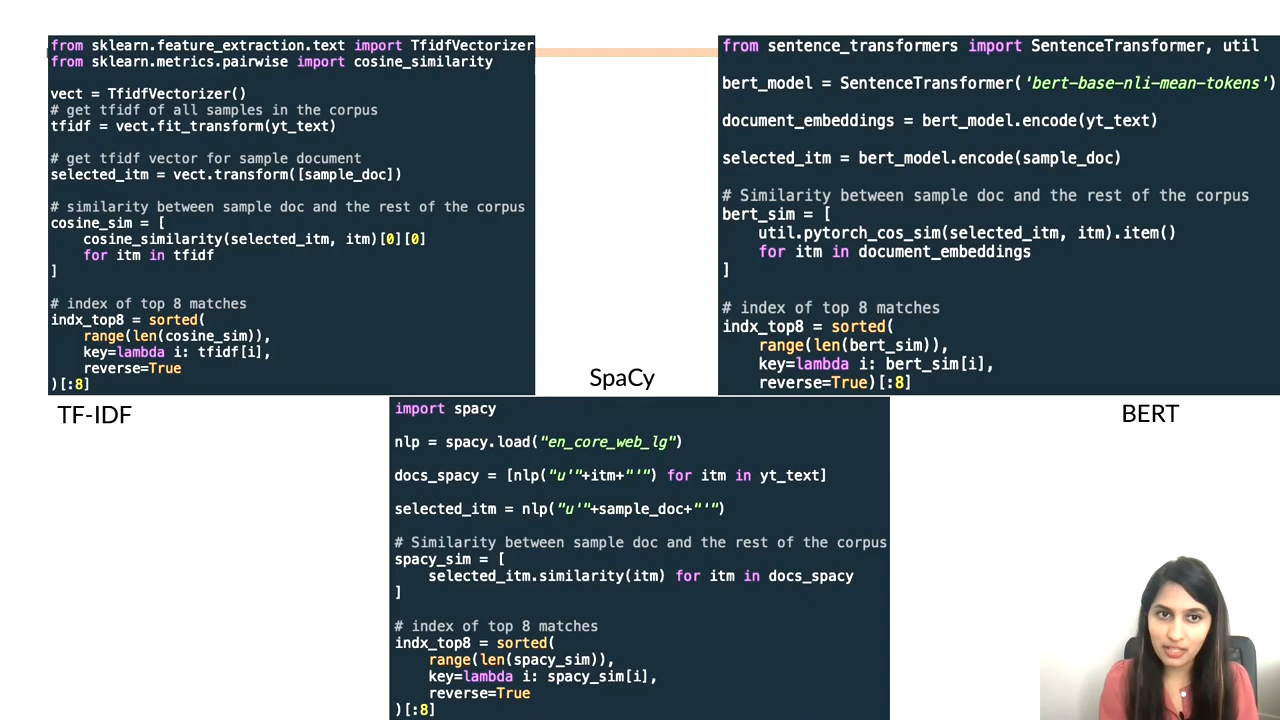 from sklearn.feature_extraction.text import TfidfVectorizer
from sklearn.metrics.pairwise import cosine_similarity
vect = TfidfVectorizer()
# get tfidf of all samples in the corpus
tfidf = vect.fit_transform(yt_text)
# get tfidf vector for sample document
selected_itm = vect.transform([sample_doc])
# similarity between sample doc and the rest of the corpus
cosine_sim = [
    cosine_similarity(selected_itm, itm)[0][0]
    for itm in tfidf
]
# index of top 8 matches
indx_top8 = sorted(
    range(len(cosine_sim)),
    key=lambda i: tfidf[i],
    reverse=True
)[:8]
TF-IDF
from sentence_transformers import SentenceTransformer, util
bert_model = SentenceTransformer('bert-base-nli-mean-tokens')
document_embeddings = bert_model.encode(yt_text)
selected_itm = bert_model.encode(sample_doc)
# Similarity between sample doc and the rest of the corpus
bert_sim = [
    util.pytorch_cos_sim(selected_itm, itm).item()
    for itm in document_embeddings
]
# index of top 8 matches
indx_top8 = sorted(
    range(len(bert_sim)),
    key=lambda i: bert_sim[i],
    reverse=True)[:8]
BERT
SpaCy
import spacy
nlp = spacy.load("en_core_web_lg")
docs_spacy = [nlp("u'"+itm+"'") for itm in yt_text]
selected_itm = nlp("u'"+sample_doc+"'")
# Similarity between sample doc and the rest of the corpus
spacy_sim = [
    selected_itm.similarity(itm) for itm in docs_spacy
]
# index of top 8 matches
indx_top8 = sorted(
    range(len(spacy_sim)),
    key=lambda i: spacy_sim[i],
    reverse=True
)[:8]